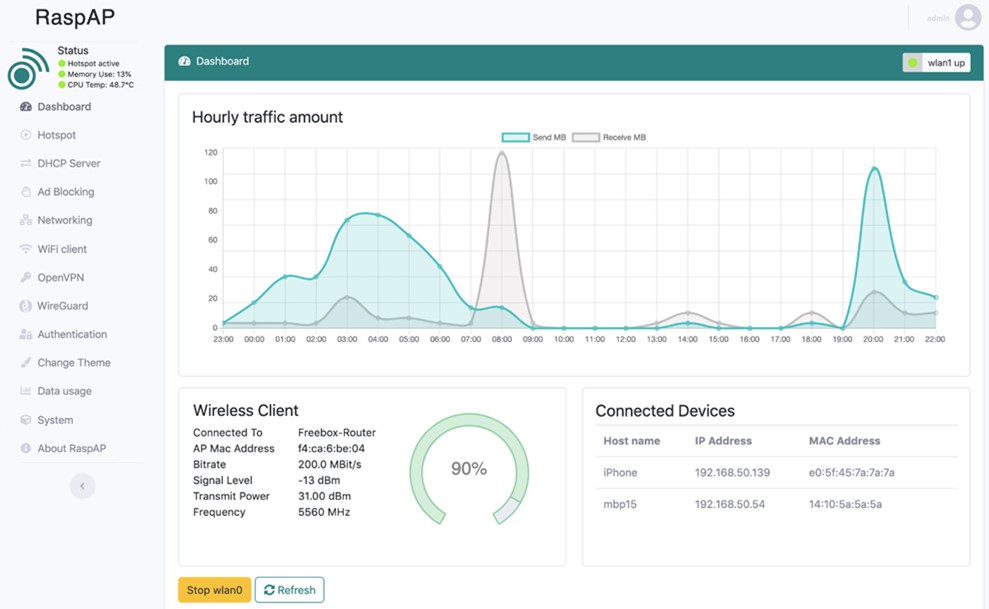 RaspAP
admin
Status
Hotspot active
Memory Use: 13%
CPU Temp: 48.7°C
Dashboard
Hotspot
DHCP Server
Ad Blocking
Networking
WiFi client
OpenVPN
WireGuard
Authentication
Change Theme
Data usage
System
About RaspAP
Dashboard
wlan1 up
Hourly traffic amount
Send MB Receive MB
120
100
80
60
40
20
0
23:00 00:00 01:00 02:00 03:00 04:00 05:00 06:00 07:00 08:00 09:00 10:00 11:00 12:00 13:00 14:00 15:00 16:00 17:00 18:00 19:00 20:00 21:00 22:00
Wireless Client
Connected To Freebox-Router
AP Mac Address f4:ca:6:be:04
Bitrate 200.0 MBit/s
Signal Level -13 dBm
Transmit Power 31.00 dBm
Frequency 5560 MHz
90%
Connected Devices
Host name IP Address MAC Address
iPhone 192.168.50.139 e0:5f:45:7a:7a:7a
mbp15 192.168.50.54 14:10:5a:5a:5a
Stop wlan0 Refresh